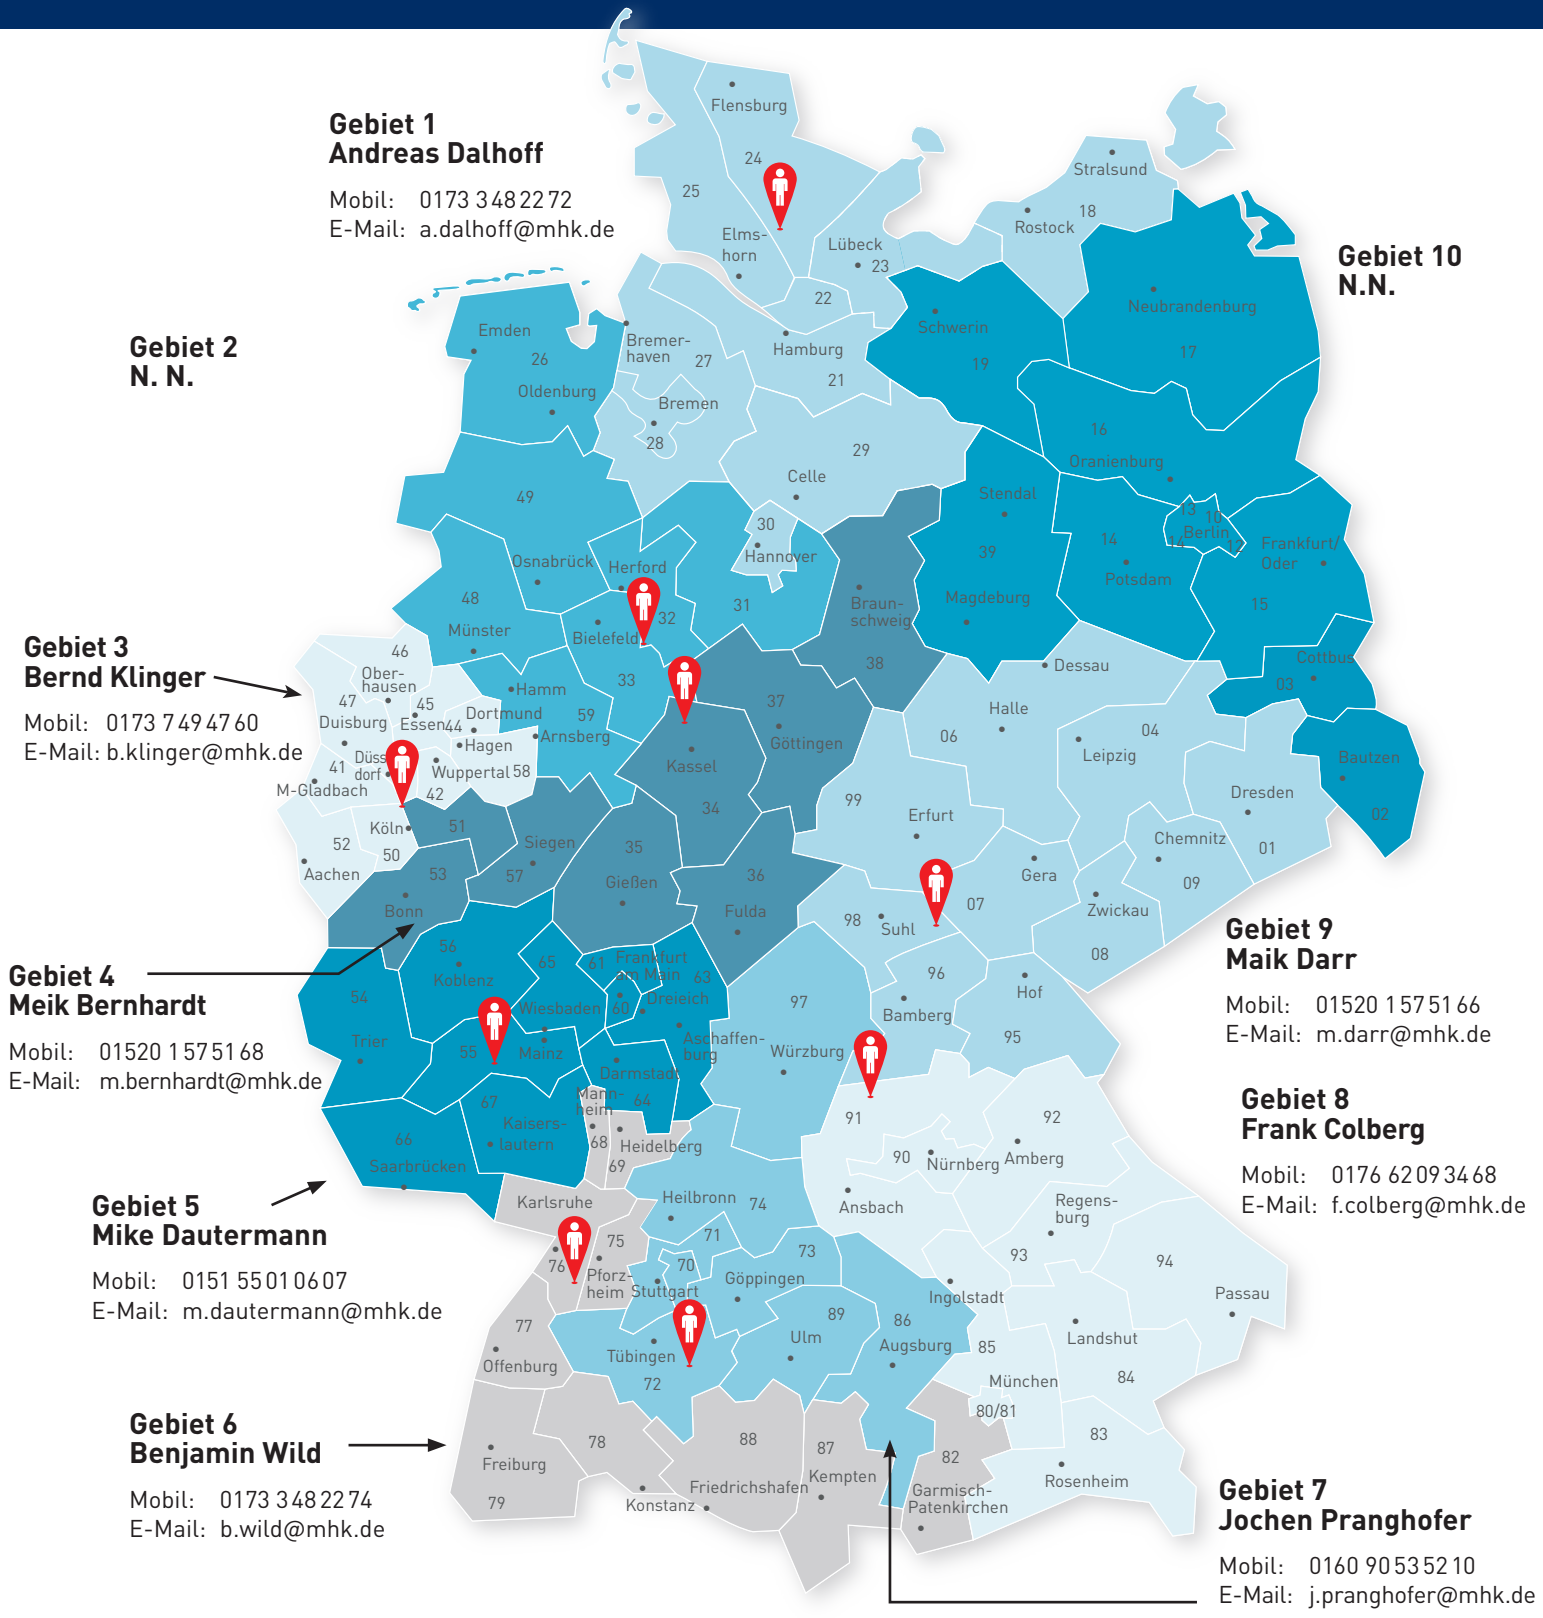 Gebiet 1
Andreas Dalhoff
Mobil: 0173 3 48 22 72
E-Mail: a.dalhoff@mhk.de
Gebiet 2
N. N.
Gebiet 3
Bernd Klinger
Mobil: 0173 7 49 47 60
E-Mail: b.klinger@mhk.de
Gebiet 4
Meik Bernhardt
Mobil: 01520 1 57 51 68
E-Mail: m.bernhardt@mhk.de
Gebiet 5
Mike Dautermann
Mobil: 0151 55 01 06 07
E-Mail: m.dautermann@mhk.de
Gebiet 6
Benjamin Wild
Mobil: 0173 3 48 22 74
E-Mail: b.wild@mhk.de
Gebiet 10
N.N.
Gebiet 9
Maik Darr
Mobil: 01520 1 57 51 66
E-Mail: m.darr@mhk.de
Gebiet 8
Frank Colberg
Mobil: 0176 62 09 34 68
E-Mail: f.colberg@mhk.de
Gebiet 7
Jochen Pranghofer
Mobil: 0160 90 53 52 10
E-Mail: j.pranghofer@mhk.de
Flensburg
24
25
Elms-
horn
Lübeck
23
22
Stralsund
18
Rostock
Neubrandenburg
17
Schwerin
19
Emden
26
Oldenburg
Bremer-
haven
27
Bremen
28
Hamburg
21
29
Celle
16
Oranienburg
49
30
Hannover
Stendal
39
Magdeburg
13
10
Berlin
14
12
14
Potsdam
Frankfurt/
Oder
15
Osnabrück
Herford
48
Münster
Bielefeld
32
31
Braun-
schweig
38
46
Ober-
hausen
47
Duisburg
45
Essen
44
Dortmund
Hamm
33
59
Arnsberg
Hagen
37
Göttingen
Dessau
Halle
06
04
Leipzig
Cottbus
03
Bautzen
02
41
M-Gladbach
Düss
dorf
Wuppertal
58
42
Kassel
34
99
Erfurt
Dresden
01
Köln
50
51
52
Aachen
53
Bonn
Siegen
57
35
Gießen
36
Fulda
Gera
07
Chemnitz
09
Zwickau
08
98
Suhl
56
Koblenz
65
61
Frankfurt
am Main
63
60
Dreieich
Wiesbaden
54
Trier
55
Mainz
Aschaffen-
burg
Darmstadt
64
97
Würzburg
96
Bamberg
Hof
95
67
Kaisers-
lautern
66
Saarbrücken
Mann-
heim
68
Heidelberg
69
91
90
Nürnberg
92
Amberg
Ansbach
Karlsruhe
76
75
Pforz-
heim
Heilbronn
74
71
70
Stuttgart
73
Göppingen
Regens-
burg
93
94
Passau
Ingolstadt
77
Offenburg
Tübingen
72
89
Ulm
86
Augsburg
85
München
80/81
Landshut
84
Freiburg
79
78
Konstanz
88
Friedrichshafen
87
Kempten
82
Garmisch-
Patenkirchen
83
Rosenheim